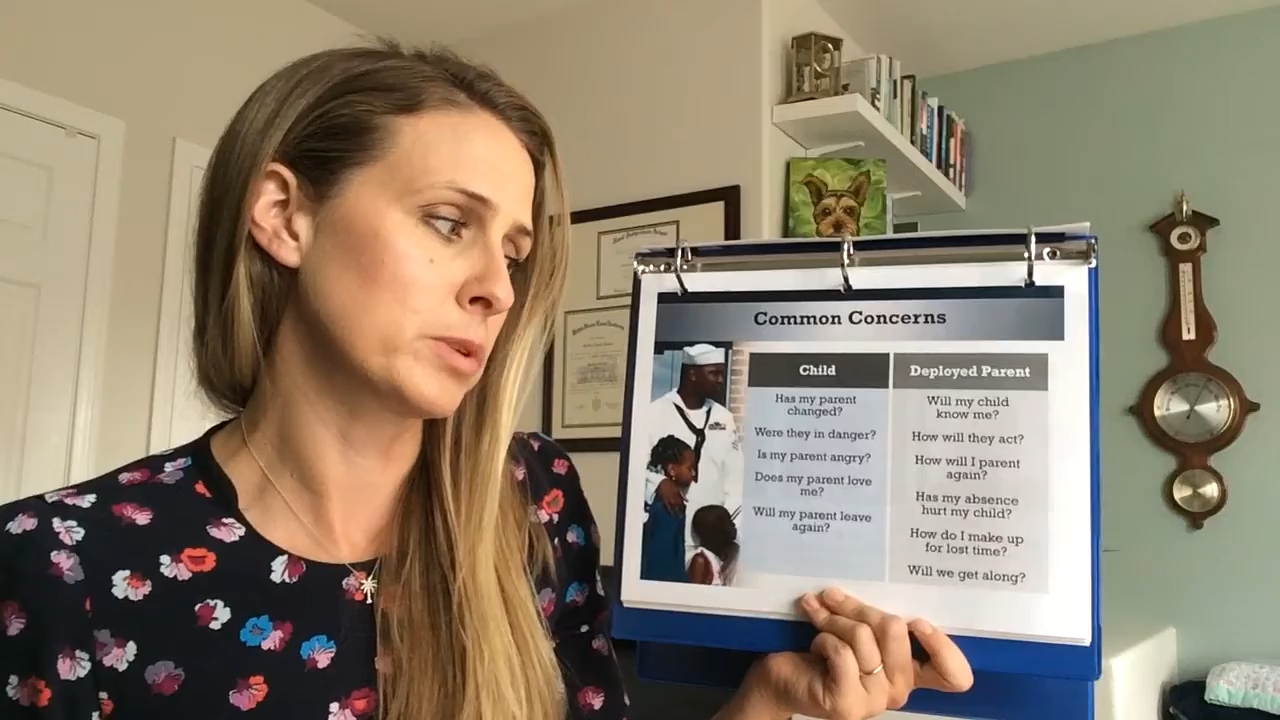 Common Concerns
Child
Has my parent
changed?
Were they in danger?
Is my parent angry?
Does my parent love
me?
Will my parent leave
again?
Deployed Parent
Will my child
know me?
How will they act?
How will I parent
again?
Has my absence
hurt my child?
How do I make up
for lost time?
Will we get along?